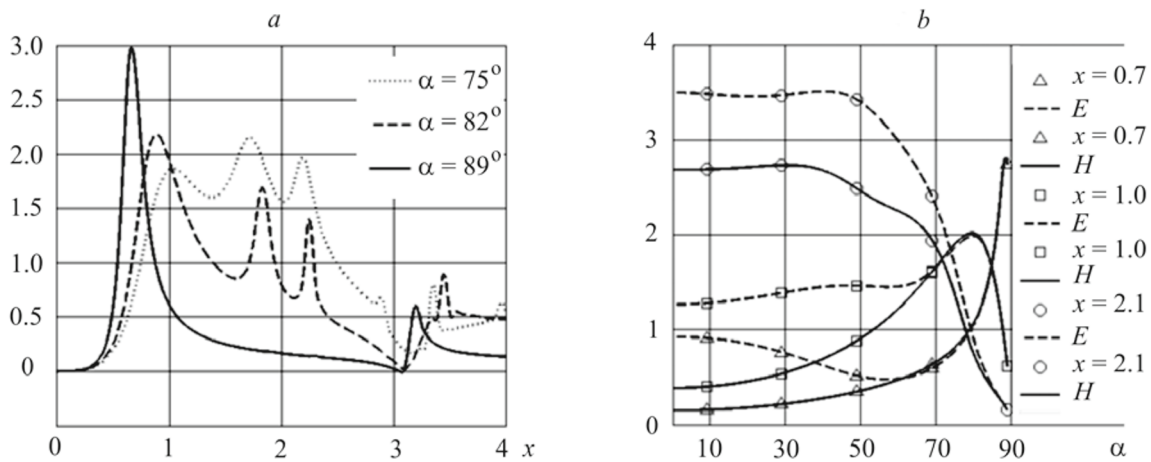 a
3.0
2.5
2.0
1.5
1.0
0.5
0
α = 75°
α = 82°
α = 89°
0 1 2 3 4 x
b
4
3
2
1
0
x = 0.7
E
x = 0.7
H
x = 1.0
E
x = 1.0
H
x = 2.1
E
x = 2.1
H
10 30 50 70 90 α